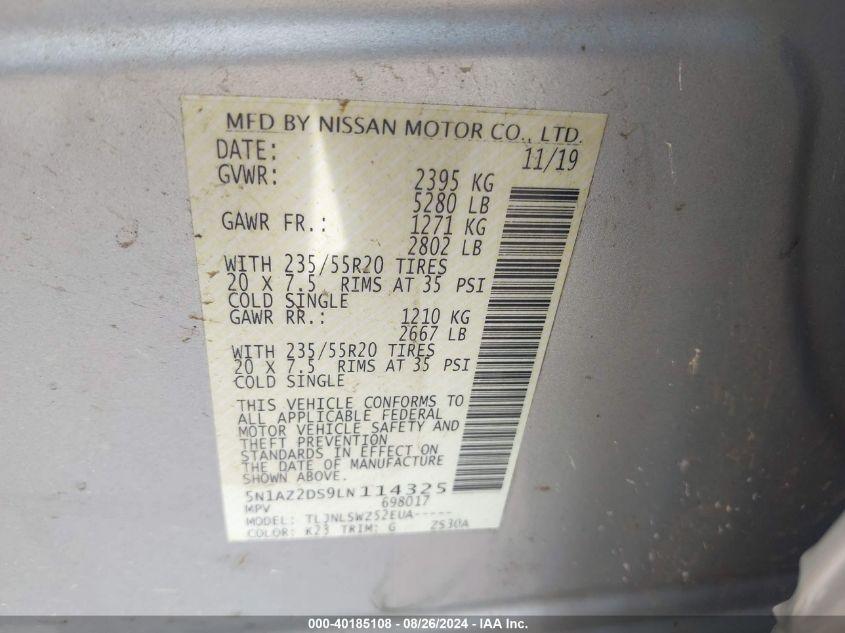 MFD BY NISSAN MOTOR CO., LTD.
DATE: 11/19
GVWR: 2395 KG
5280 LB
GAWR FR.: 1271 KG
2802 LB
WITH 235/55R20 TIRES
20 X 7.5 RIMS AT 35 PSI
COLD SINGLE
GAWR RR.: 1210 KG
2667 LB
WITH 235/55R20 TIRES
20 X 7.5 RIMS AT 35 PSI
COLD SINGLE
THIS VEHICLE CONFORMS TO
ALL APPLICABLE FEDERAL
MOTOR VEHICLE SAFETY AND
THEFT PREVENTION
STANDARDS IN EFFECT ON
THE DATE OF MANUFACTURE
SHOWN ABOVE.
5N1AZ2DS9LN114325
MPV 698017
MODEL: TLJNLSWZ52EUA-----
COLOR: K23 TRIM: G ZS30A
000-40185108 - 08/26/2024 - IAA Inc.